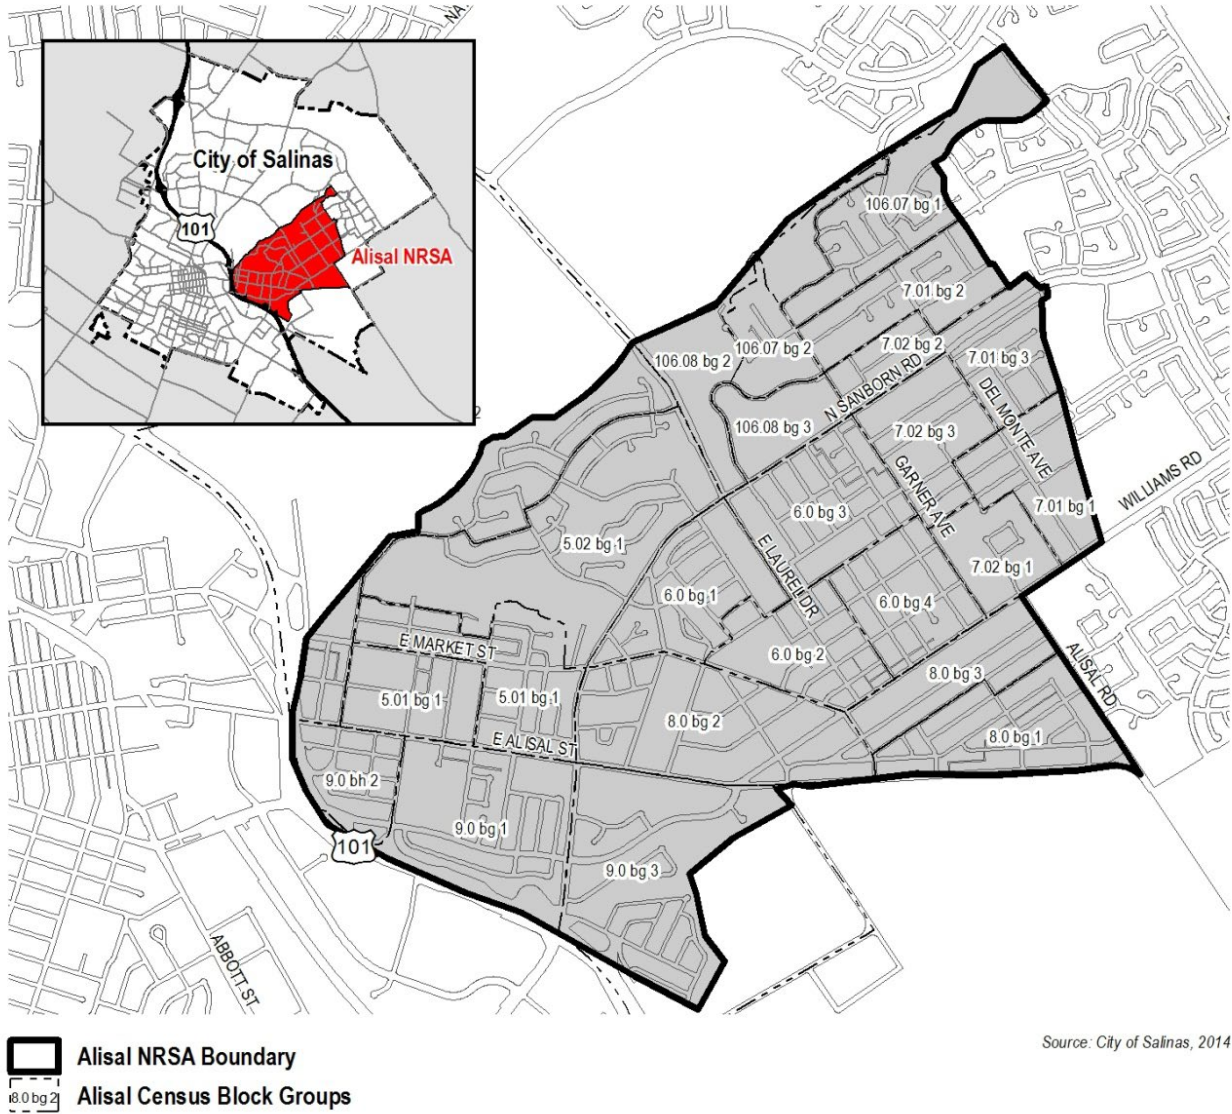 NA
City of Salinas
101
Alisal NRSA
2
106.07 bg 1
7.01 bg 2
106.07 bg 2
7.02 bg 2
106.08 bg 2
7.01 bg 3
N SANBORN RD
DEL MONTE AVE
106.08 bg 3
7.02 bg 3
GARNER AVE
WILLIAMS RD
6.0 bg 3
7.01 bg 1
5.02 bg 1
E LAUREL DR
7.02 bg 1
6.0 bg 1
6.0 bg 4
E MARKET ST
6.0 bg 2
ALISAL RD
8.0 bg 3
5.01 bg 1
5.01 bg 1
8.0 bg 2
8.0 bg 1
E ALISAL ST
9.0 bh 2
9.0 bg 1
101
9.0 bg 3
ABBOTT ST
Source: City of Salinas, 2014
Alisal NRSA Boundary
8.0 bg 2
Alisal Census Block Groups